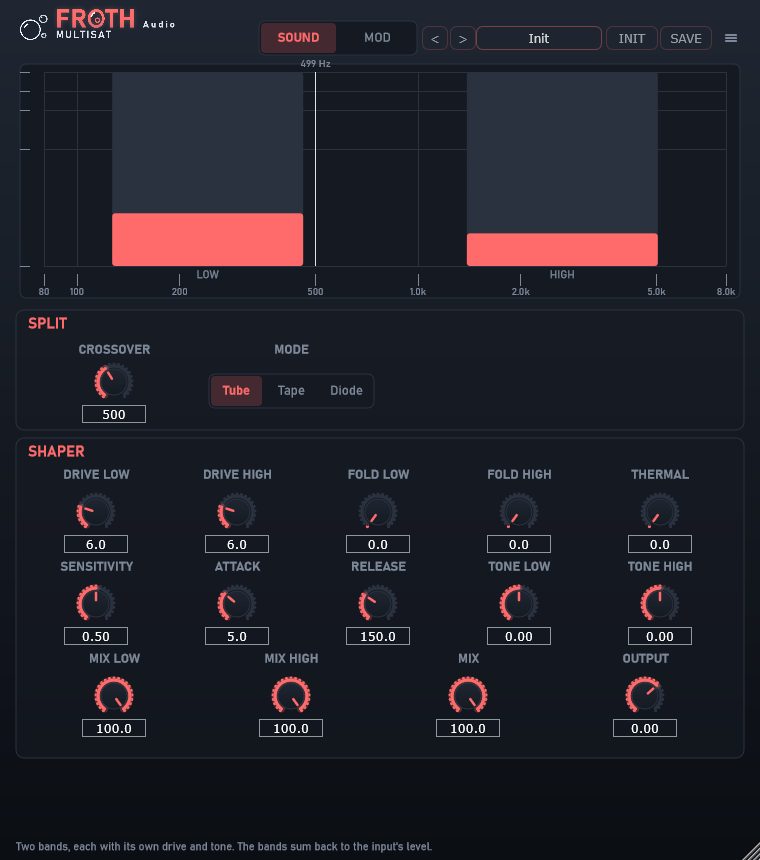 FROTH Audio
MULTISAT
SOUND MOD < > Init INIT SAVE
499 Hz
LOW HIGH
80 100 200 500 1.0k 2.0k 5.0k 8.0k
SPLIT
CROSSOVER MODE
Tube Tape Diode
500
SHAPER
DRIVE LOW DRIVE HIGH FOLD LOW FOLD HIGH THERMAL
6.0 6.0 0.0 0.0 0.0
SENSITIVITY ATTACK RELEASE TONE LOW TONE HIGH
0.50 5.0 150.0 0.00 0.00
MIX LOW MIX HIGH MIX OUTPUT
100.0 100.0 100.0 0.00
Two bands, each with its own drive and tone. The bands sum back to the input's level.